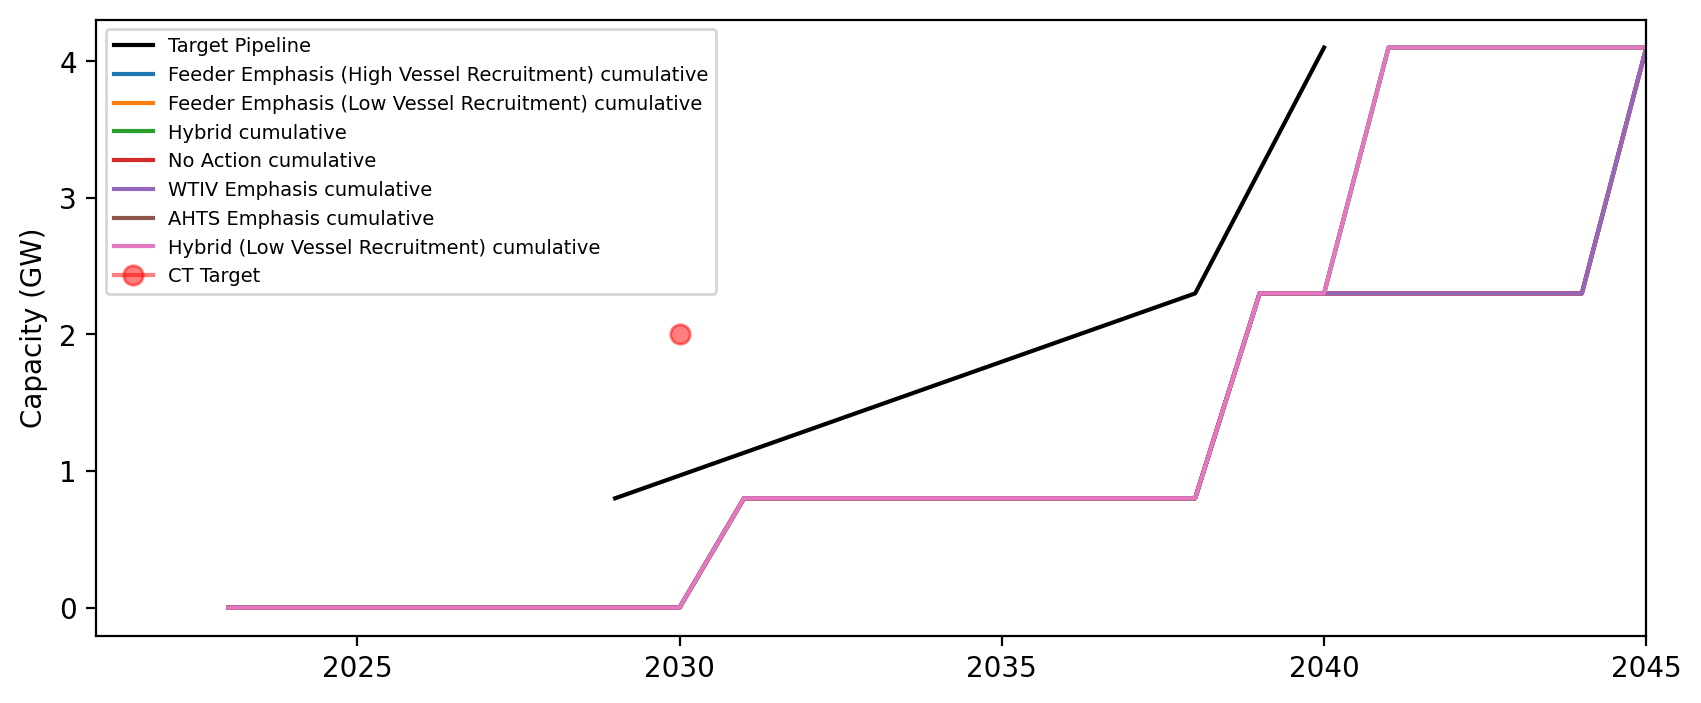 Target Pipeline
Feeder Emphasis (High Vessel Recruitment) cumulative
Feeder Emphasis (Low Vessel Recruitment) cumulative
Hybrid cumulative
No Action cumulative
WTIV Emphasis cumulative
AHTS Emphasis cumulative
Hybrid (Low Vessel Recruitment) cumulative
CT Target
Capacity (GW)
4
3
2
1
0
2025 2030 2035 2040 2045